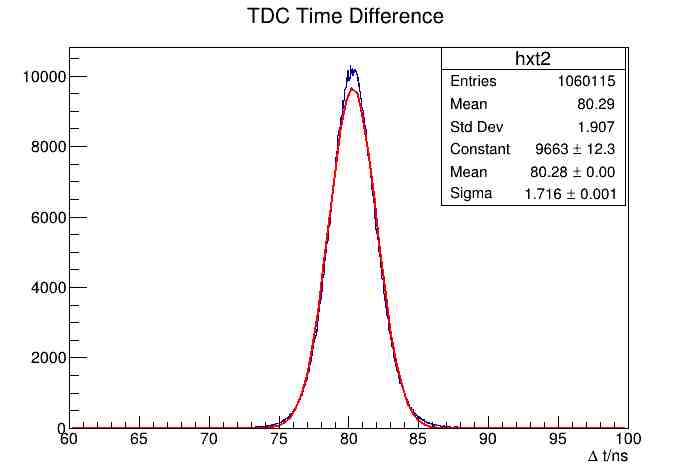 TDC Time Difference
hxt2
Entries 1060115
Mean 80.29
Std Dev 1.907
Constant 9663 ± 12.3
Mean 80.28 ± 0.00
Sigma 1.716 ± 0.001
10000
8000
6000
4000
2000
0
60 65 70 75 80 85 90 95 100
Δ t/ns